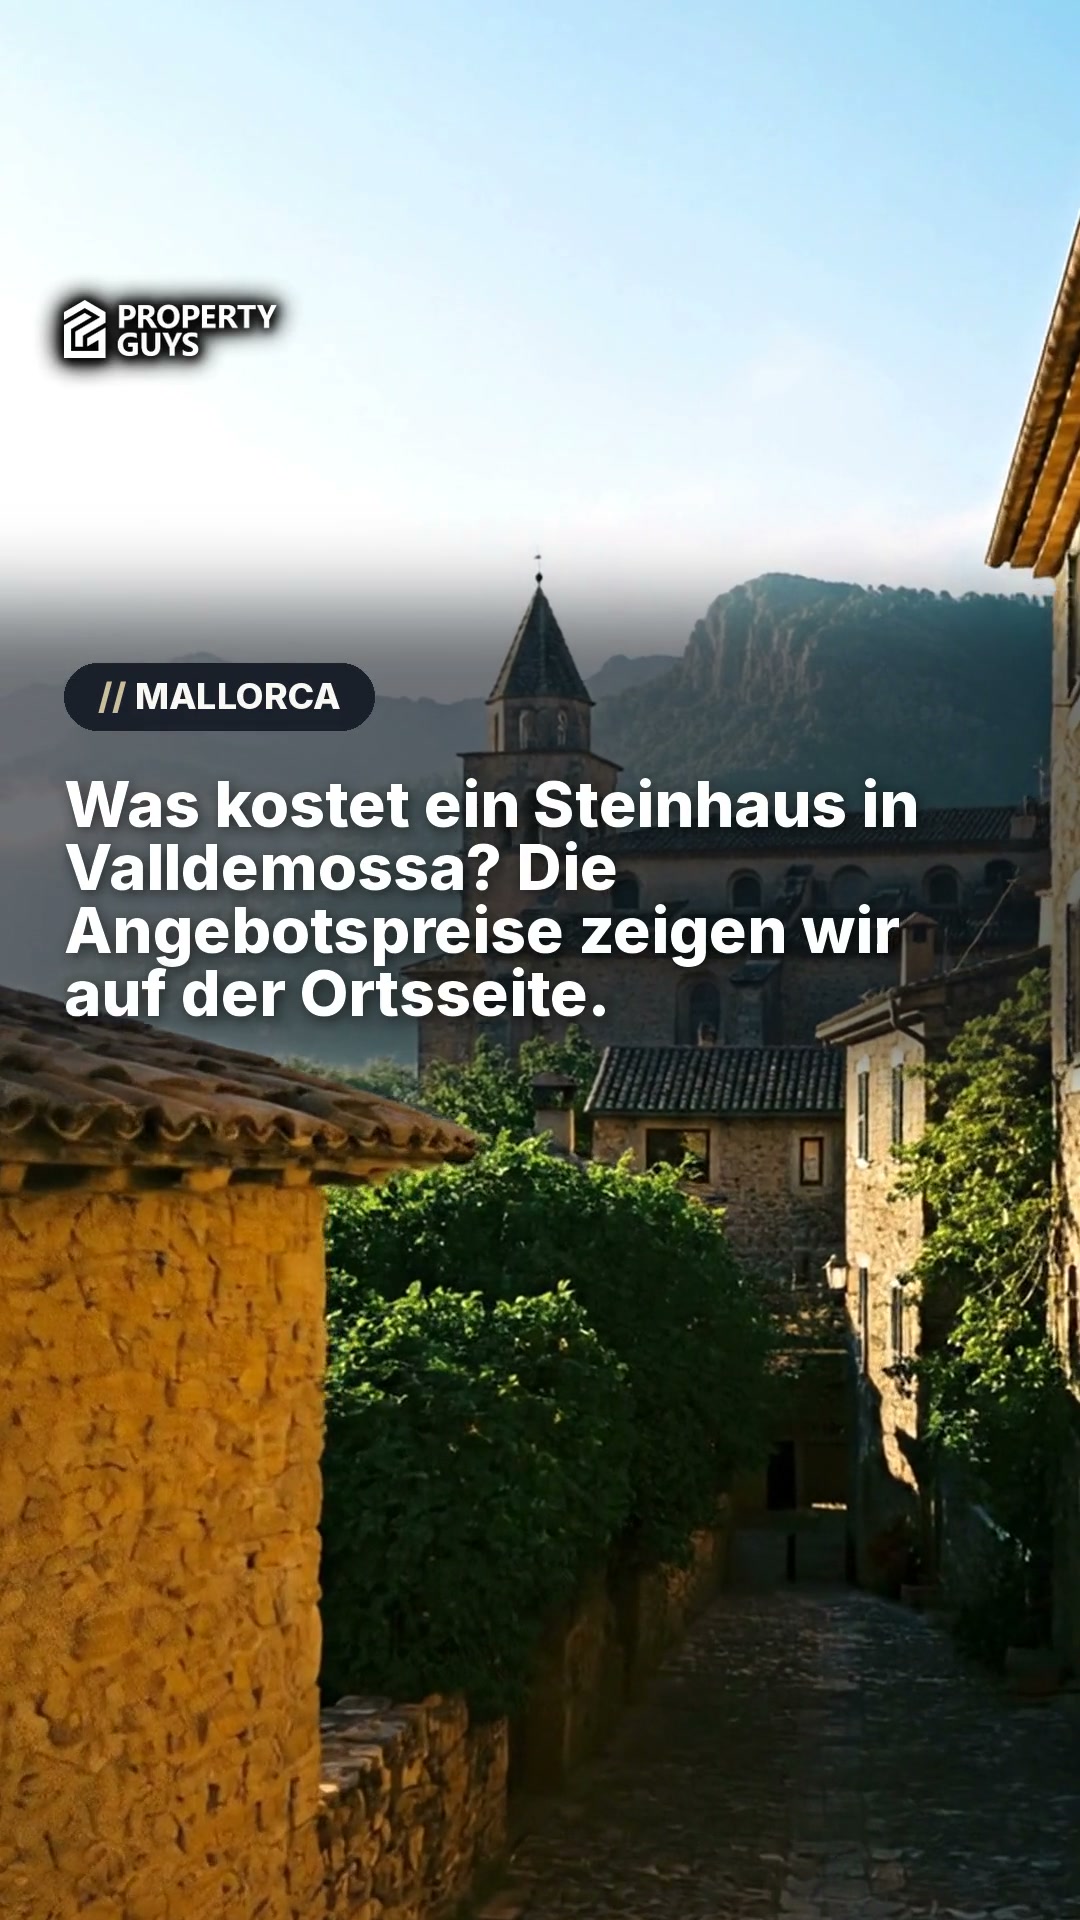 PROPERTY
GUYS
// MALLORCA
Was kostet ein Steinhaus in
Valldemossa? Die
Angebotspreise zeigen wir
auf der Ortsseite.